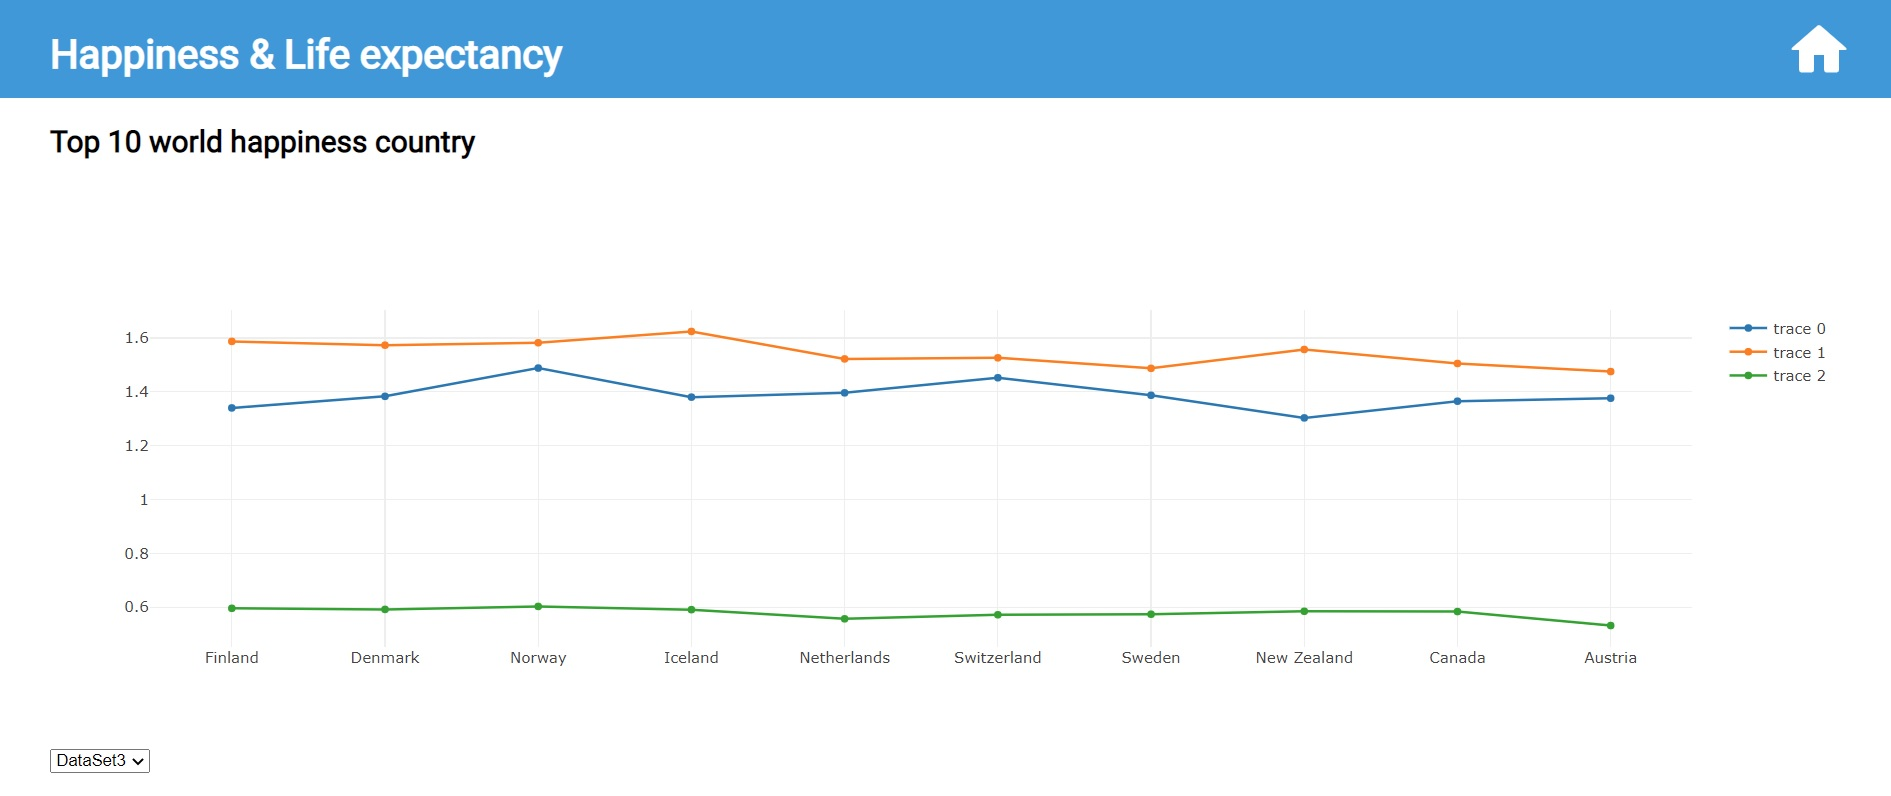 Happiness & Life expectancy
Top 10 world happiness country
1.6
1.4
1.2
1
0.8
0.6
Finland Denmark Norway Iceland Netherlands Switzerland Sweden New Zealand Canada Austria
trace 0
trace 1
trace 2
DataSet3